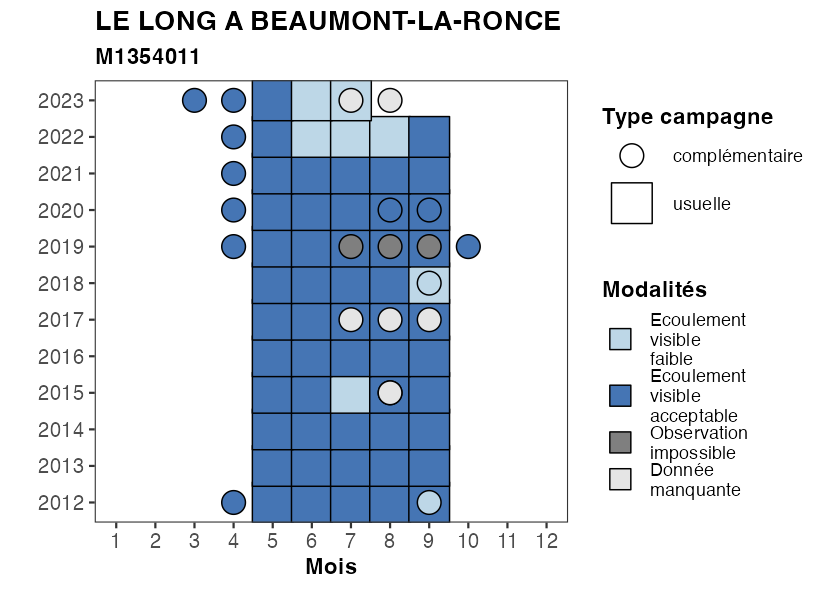 LE LONG A BEAUMONT-LA-RONCE
M1354011
2023
2022
2021
2020
2019
2018
2017
2016
2015
2014
2013
2012
1 2 3 4 5 6 7 8 9 10 11 12
Mois
Type campagne
complémentaire
usuelle
Modalités
Ecoulement
visible
faible
Ecoulement
visible
acceptable
Observation
impossible
Donnée
manquante